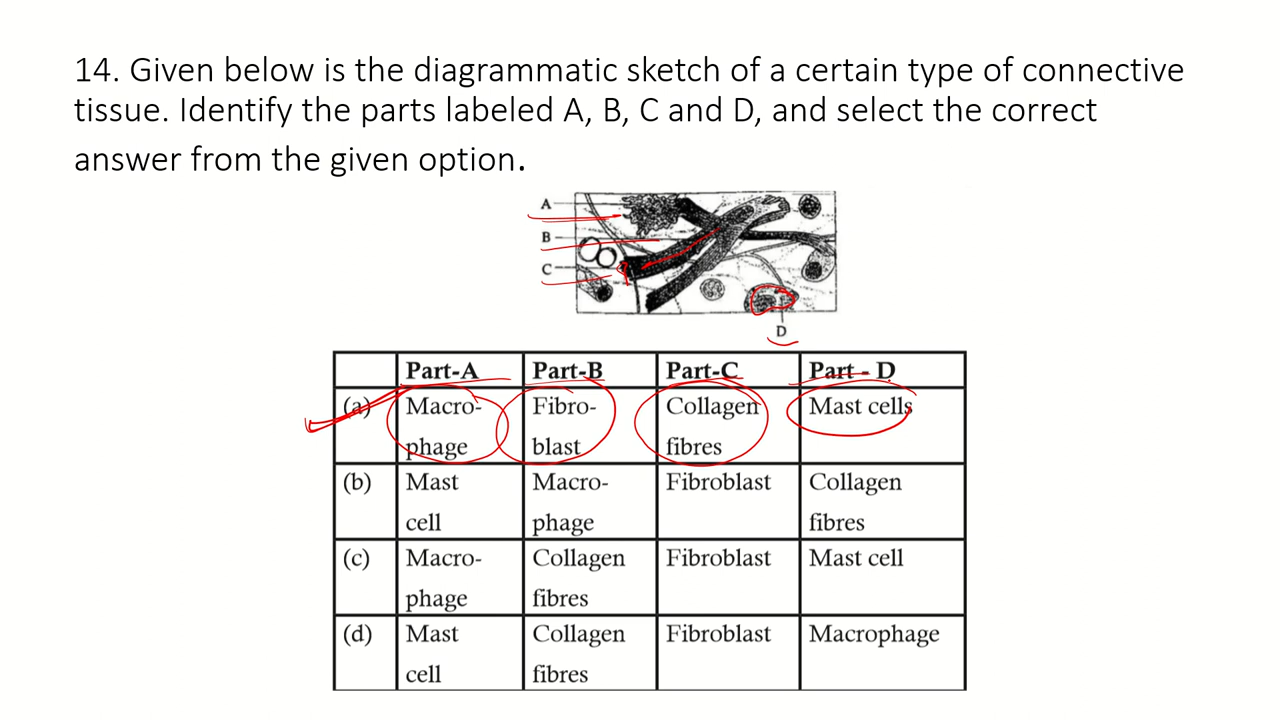 14. Given below is the diagrammatic sketch of a certain type of connective
tissue. Identify the parts labeled A, B, C and D, and select the correct
answer from the given option.
A
B
C
D
Part-A Part-B Part-C Part - D
(a) Macro- Fibro- Collagen Mast cells
phage blast fibres
(b) Mast Macro- Fibroblast Collagen
cell phage fibres
(c) Macro- Collagen Fibroblast Mast cell
phage fibres
(d) Mast Collagen Fibroblast Macrophage
cell fibres